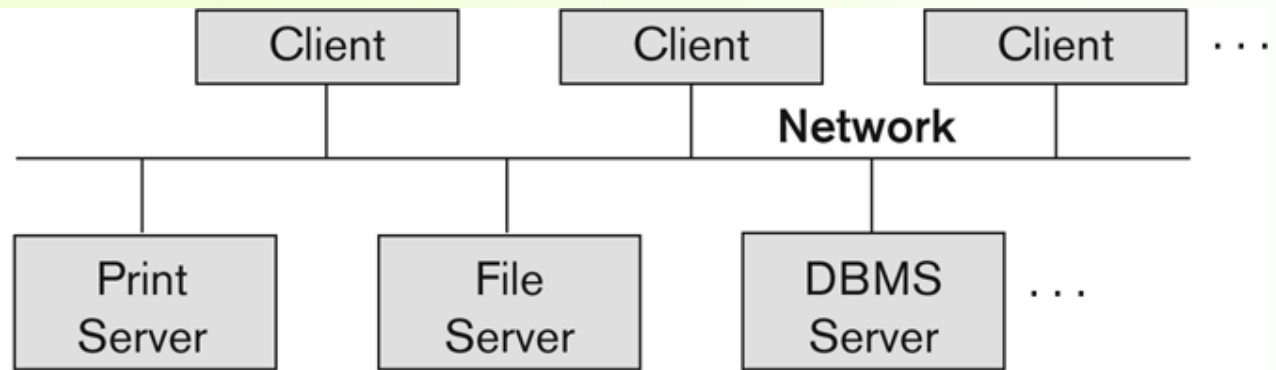 Client Client Client ...
Network
Print Server File Server DBMS Server ...